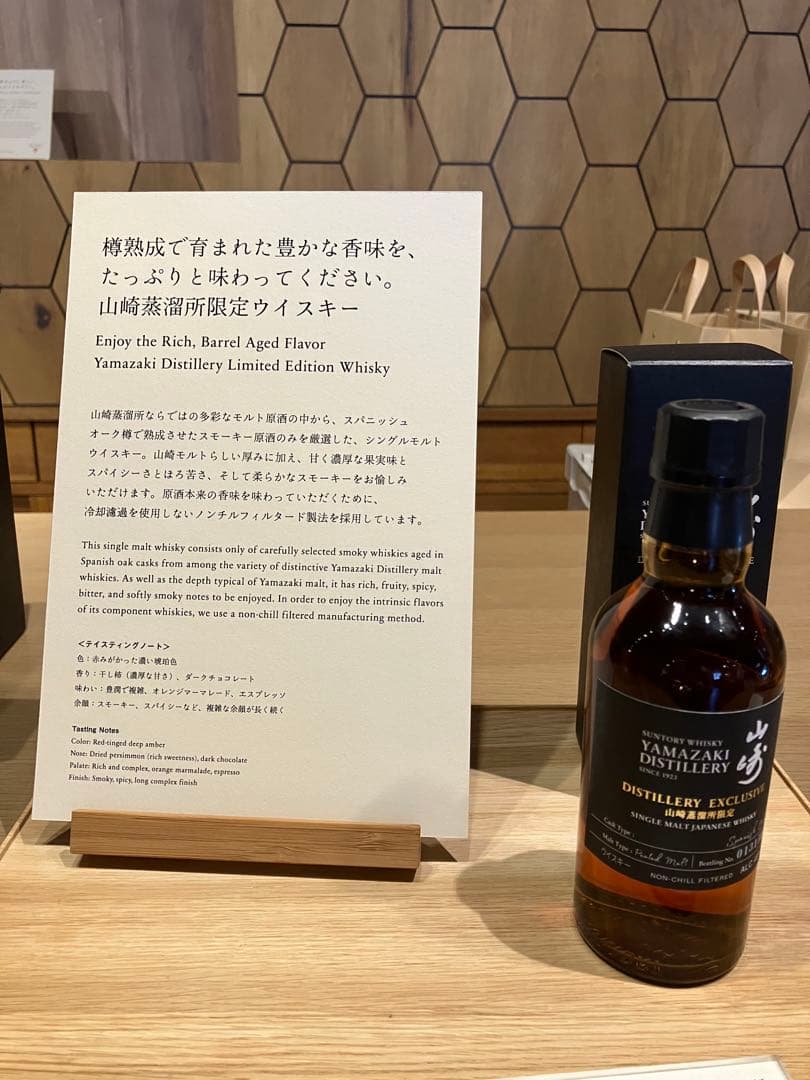 樽熟成で育まれた豊かな香味を、
たっぷりと味わってください。
山崎蒸溜所限定ウイスキー
Enjoy the Rich, Barrel Aged Flavor
Yamazaki Distillery Limited Edition Whisky
山崎蒸溜所ならではの多彩なモルト原酒の中から、スパニッシュ
オーク樽で熟成させたスモーキー原酒のみを厳選した、シングルモルト
ウイスキー。山崎モルトらしい厚みに加え、甘く濃厚な果実味と
スパイシーさとほろ苦さ、そして柔らかなスモーキーをお愉しみ
いただけます。原酒本来の香味を味わっていただくために、
冷却濾過を使用しないノンチルフィルタード製法を採用しています。
This single malt whisky consists only of carefully selected smoky whiskies aged in
Spanish oak casks from among the variety of distinctive Yamazaki Distillery malt
whiskies. As well as the depth typical of Yamazaki malt, it has rich, fruity, spicy,
bitter, and softly smoky notes to be enjoyed. In order to enjoy the intrinsic flavors
of its component whiskies, we use a non-chill filtered manufacturing method.
＜テイスティングノート＞
色：赤みがかった濃い琥珀色
香り：干し柿（濃厚な甘さ）、ダークチョコレート
味わい：豊潤で複雑、オレンジマーマレード、エスプレッソ
余韻：スモーキー、スパイシーなど、複雑な余韻が長く続く
Tasting Notes
Color: Red-tinged deep amber
Nose: Dried persimmon (rich sweetness), dark chocolate
Palate: Rich and complex, orange marmalade, espresso
Finish: Smoky, spicy, long complex finish
山崎
SUNTORY WHISKY
YAMAZAKI
DISTILLERY
SINCE 1923
DISTILLERY EXCLUSIVE
山崎蒸溜所限定
SINGLE MALT JAPANESE WHISKY
Cask Type:
Malt Type: Peated Malt
Bottling No.
ウイスキー
NON-CHILL FILTERED
ALC